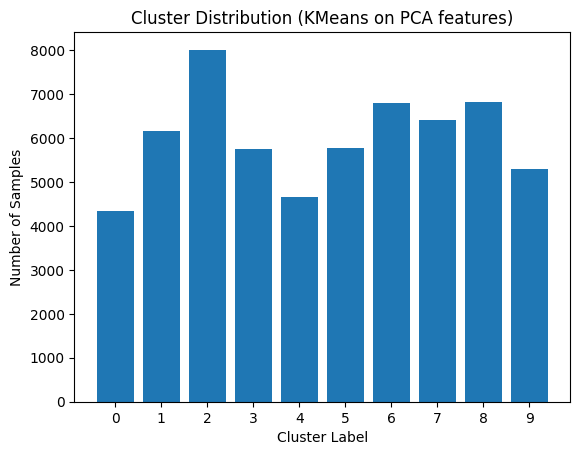 Cluster Distribution (KMeans on PCA features)
8000
7000
6000
5000
4000
3000
2000
1000
0
Number of Samples
0 1 2 3 4 5 6 7 8 9
Cluster Label